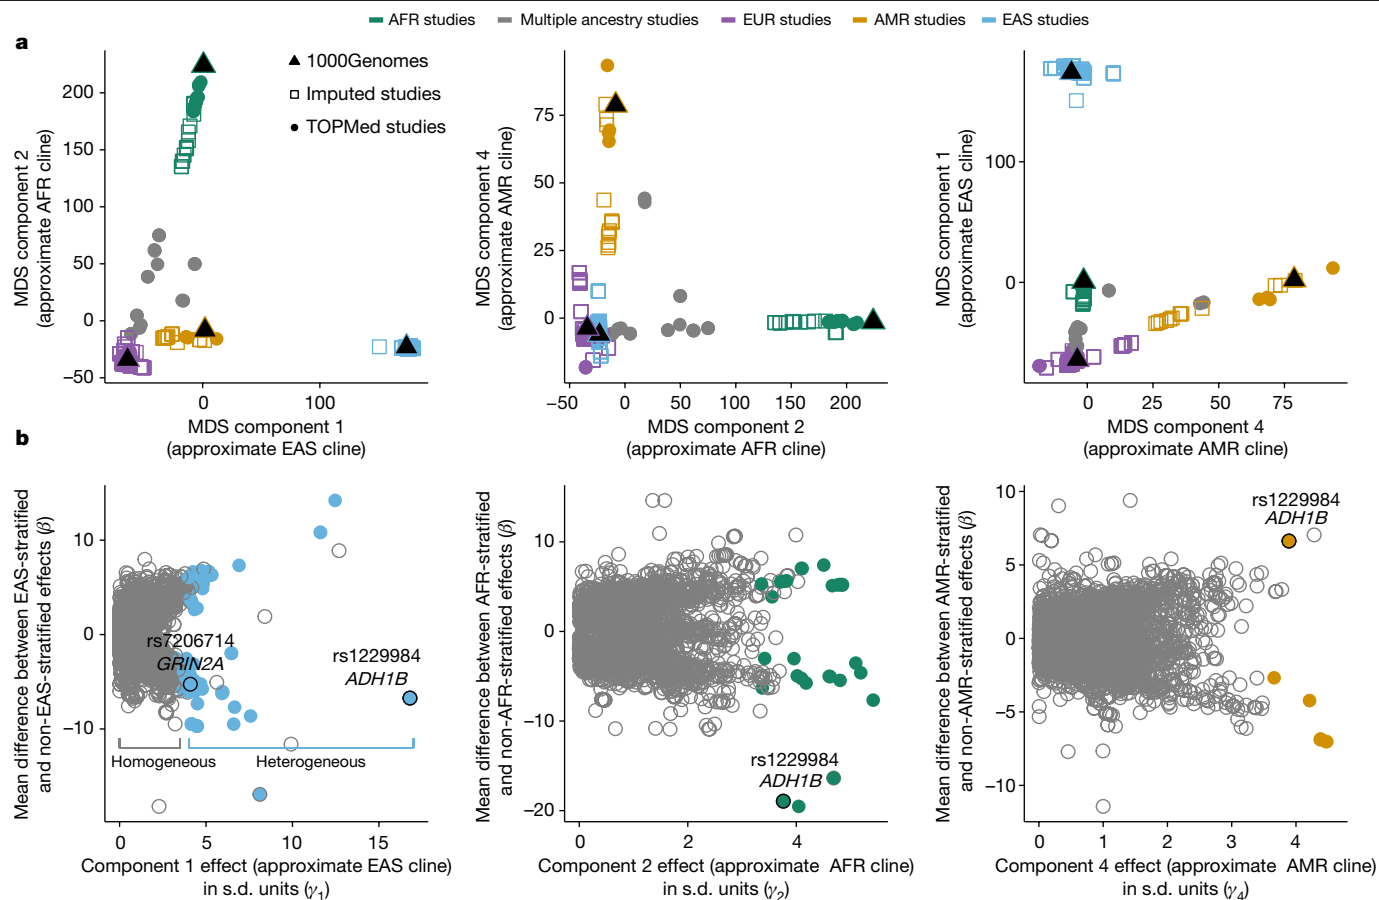 AFR studies
Multiple ancestry studies
EUR studies
AMR studies
EAS studies
a
1000Genomes
Imputed studies
TOPMed studies
MDS component 2
(approximate AFR cline)
200
150
100
50
0
−50
0
100
MDS component 1
(approximate EAS cline)
MDS component 4
(approximate AMR cline)
75
50
25
0
−50
0
50
100
200
MDS component 2
(approximate AFR cline)
MDS component 1
(approximate EAS cline)
100
0
0
25
50
75
MDS component 4
(approximate AMR cline)
b
Mean difference between EAS-stratified
and non-EAS-stratified effects (β)
10
0
−10
rs7206714
GRIN2A
rs1229984
ADH1B
Homogeneous
Heterogeneous
0
5
10
15
Component 1 effect (approximate EAS cline)
in s.d. units (γ1)
Mean difference between AFR-stratified
and non-AFR-stratified effects (β)
10
0
−10
−20
rs1229984
ADH1B
0
2
4
Component 2 effect (approximate AFR cline)
in s.d. units (γ2)
Mean difference between AMR-stratified
and non-AMR-stratified effects (β)
10
5
0
−5
−10
rs1229984
ADH1B
0
1
2
3
4
Component 4 effect (approximate AMR cline)
in s.d. units (γ4)